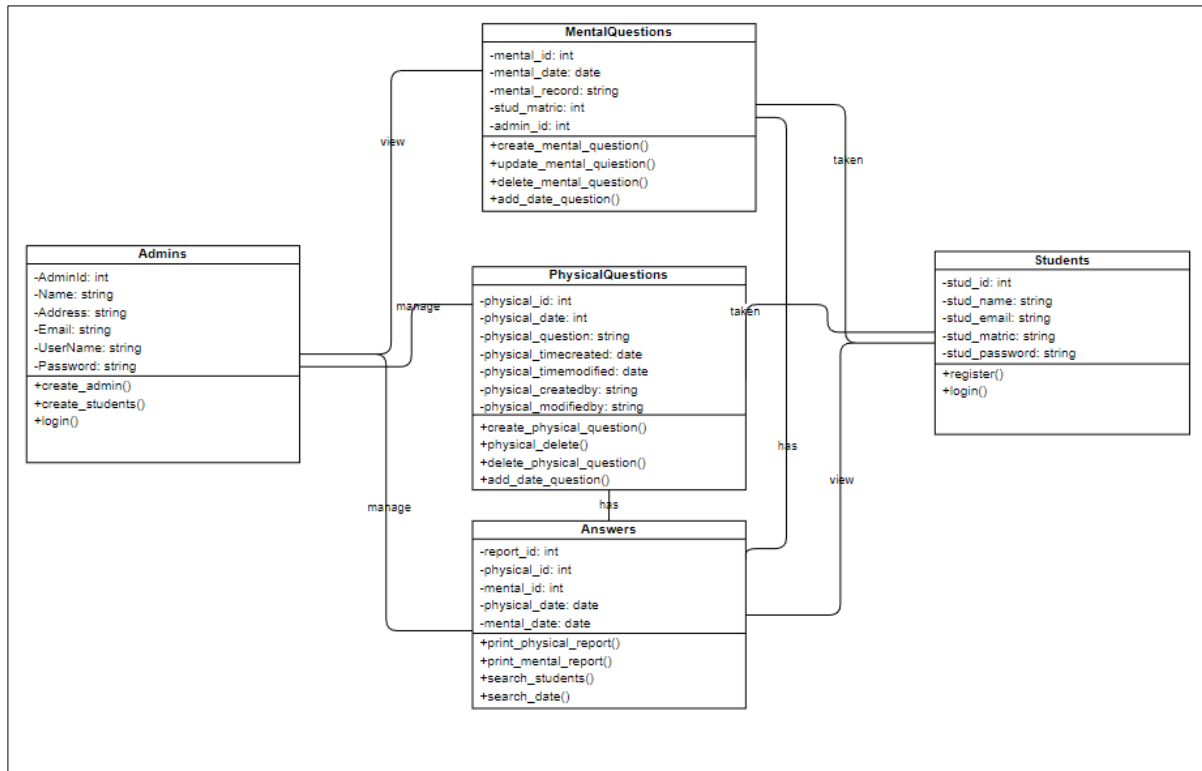 MentalQuestions
-mental_id: int
-mental_date: date
-mental_record: string
-stud_matric: int
-admin_id: int
+create_mental_question()
+update_mental_quiestion()
+delete_mental_question()
+add_date_question()
view
taken
Admins
-AdminId: int
-Name: string
-Address: string
-Email: string
-UserName: string
-Password: string
+create_admin()
+create_students()
+login()
manage
PhysicalQuestions
-physical_id: int
-physical_date: int
-physical_question: string
-physical_timecreated: date
-physical_timemodified: date
-physical_createdby: string
-physical_modifiedby: string
+create_physical_question()
+physical_delete()
+delete_physical_question()
+add_date_question()
taken
Students
-stud_id: int
-stud_name: string
-stud_email: string
-stud_matric: string
-stud_password: string
+register()
+login()
has
view
has
manage
Answers
-report_id: int
-physical_id: int
-mental_id: int
-physical_date: date
-mental_date: date
+print_physical_report()
+print_mental_report()
+search_students()
+search_date()